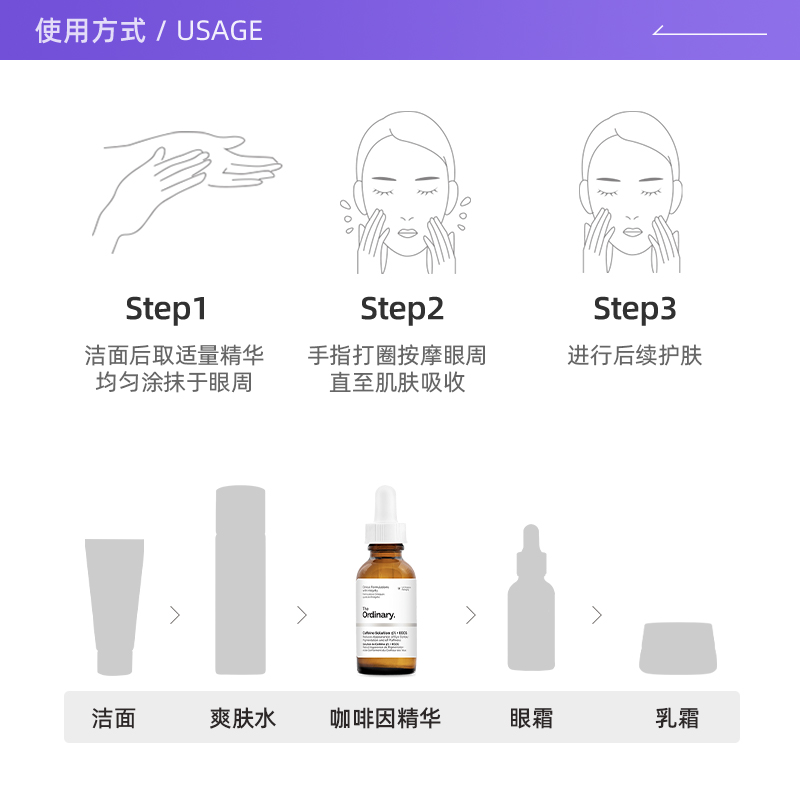 使用方式 / USAGE
Step1
洁面后取适量精华
均匀涂抹于眼周
Step2
手指打圈按摩眼周
直至肌肤吸收
Step3
进行后续护肤
The
Ordinary.
Caffeine Solution 5% + EGCG
洁面
爽肤水
咖啡因精华
眼霜
乳霜